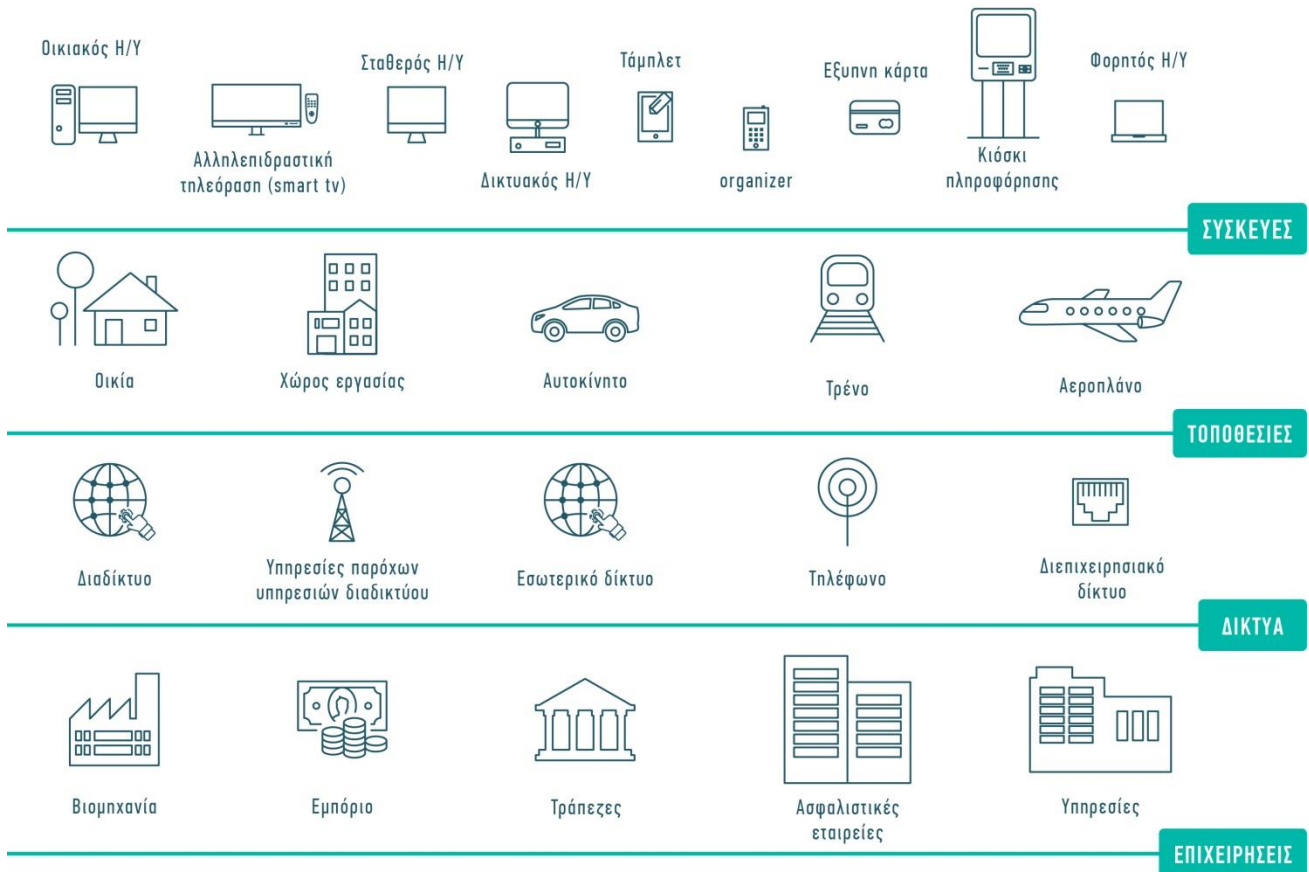 Οικιακός Η/Υ
Αλληλεπιδραστική
τηλεόραση (smart tv)
Σταθερός Η/Υ
Δικτυακός Η/Υ
Τάμπλετ
organizer
Εξυπνη κάρτα
Κιόσκι
πληροφόρησης
Φορητός Η/Υ
ΣΥΣΚΕΥΕΣ
Οικία
Χώρος εργασίας
Αυτοκίνητο
Τρένο
Αεροπλάνο
ΤΟΠΟΘΕΣΙΕΣ
Διαδίκτυο
Υπηρεσίες παρόχων
υπηρεσιών διαδικτύου
Εσωτερικό δίκτυο
Τηλέφωνο
Διεπιχειρησιακό
δίκτυο
ΔΙΚΤΥΑ
Βιομηχανία
Εμπόριο
Τράπεζες
Ασφαλιστικές
εταιρείες
Υπηρεσίες
ΕΠΙΧΕΙΡΗΣΕΙΣ